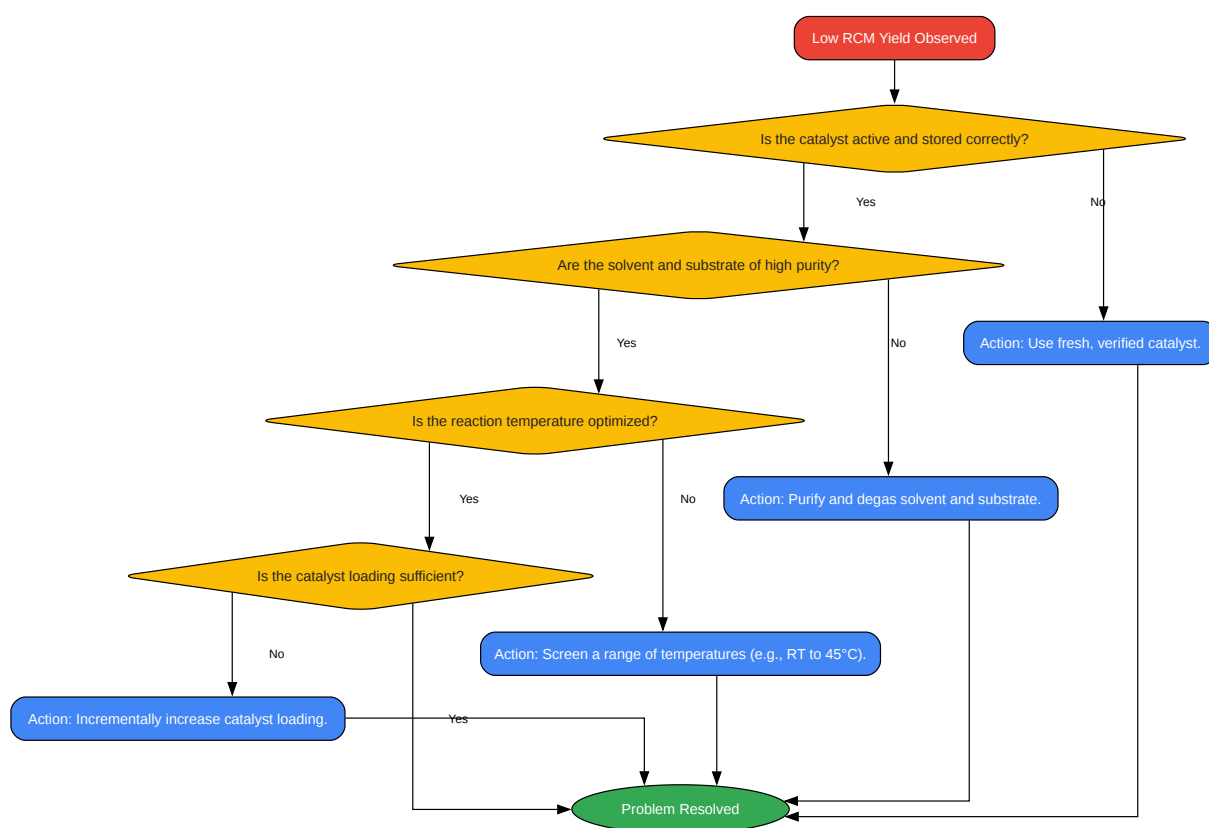 Low RCM Yield Observed
Is the catalyst active and stored correctly?
Yes
No
Are the solvent and substrate of high purity?
Yes
No
Action: Use fresh, verified catalyst.
Is the reaction temperature optimized?
Yes
No
Action: Purify and degas solvent and substrate.
Is the catalyst loading sufficient?
No
Action: Screen a range of temperatures (e.g., RT to 45°C).
Action: Incrementally increase catalyst loading.
Yes
Problem Resolved